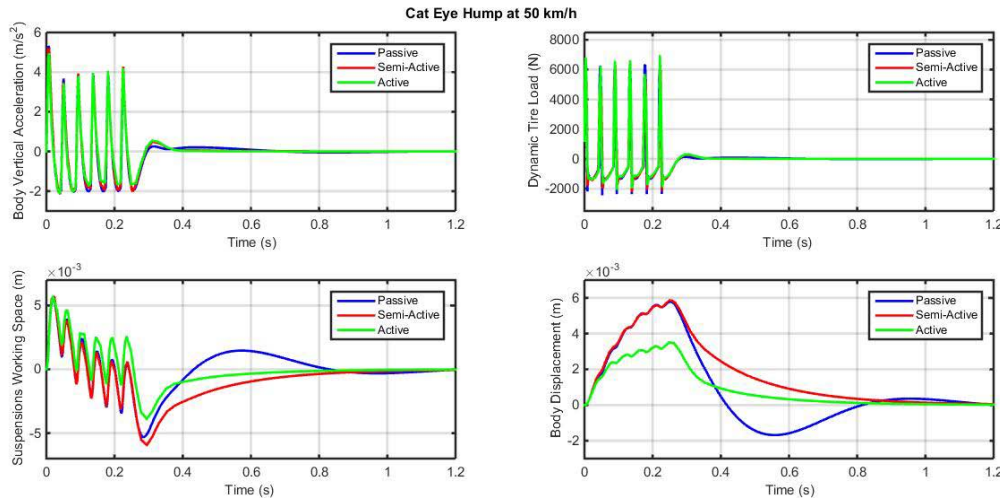 Cat Eye Hump at 50 km/h
Body Vertical Acceleration (m/s²)
6
4
2
0
-2
Passive
Semi-Active
Active
0 0.2 0.4 0.6 0.8 1 1.2
Time (s)
Dynamic Tire Load (N)
8000
6000
4000
2000
0
-2000
Passive
Semi-Active
Active
0 0.2 0.4 0.6 0.8 1 1.2
Time (s)
Suspensions Working Space (m)
×10⁻³
5
0
-5
Passive
Semi-Active
Active
0 0.2 0.4 0.6 0.8 1 1.2
Time (s)
Body Displacement (m)
×10⁻³
6
4
2
0
-2
Passive
Semi-Active
Active
0 0.2 0.4 0.6 0.8 1 1.2
Time (s)